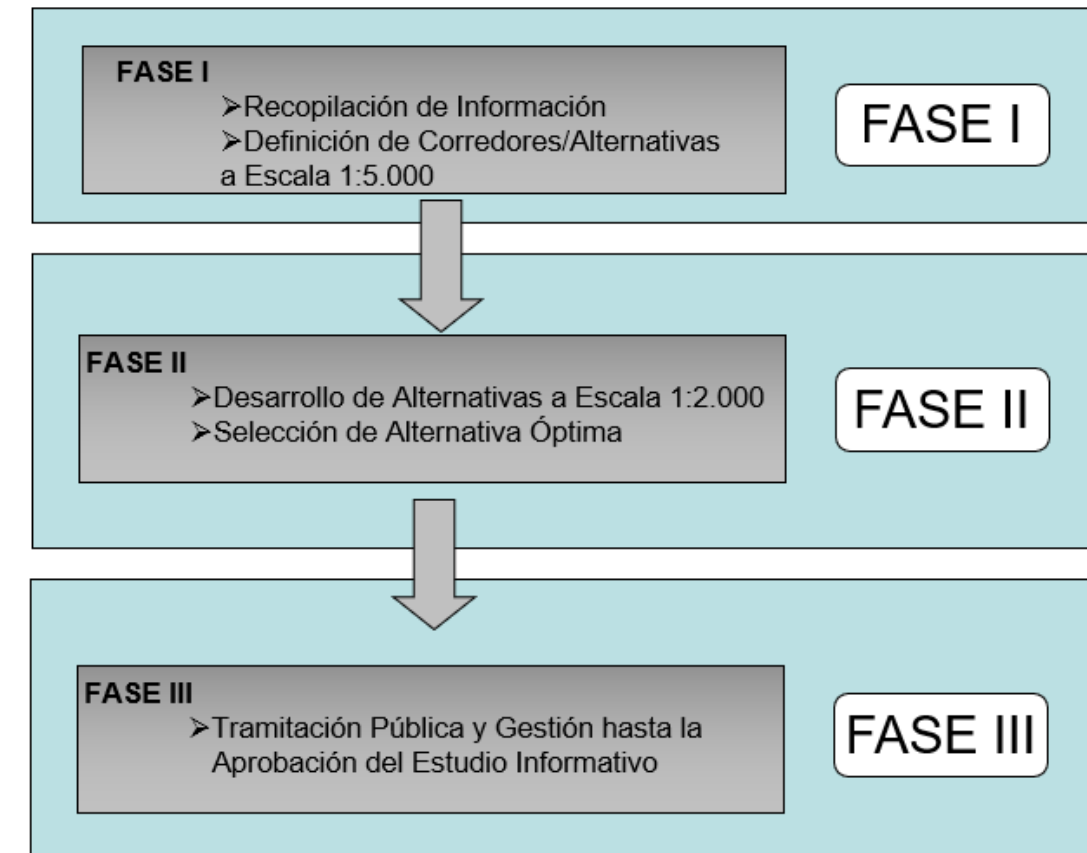 FASE I
➢Recopilación de Información
➢Definición de Corredores/Alternativas
a Escala 1:5.000
FASE I
FASE II
➢Desarrollo de Alternativas a Escala 1:2.000
➢Selección de Alternativa Óptima
FASE II
FASE III
➢Tramitación Pública y Gestión hasta la
Aprobación del Estudio Informativo
FASE III